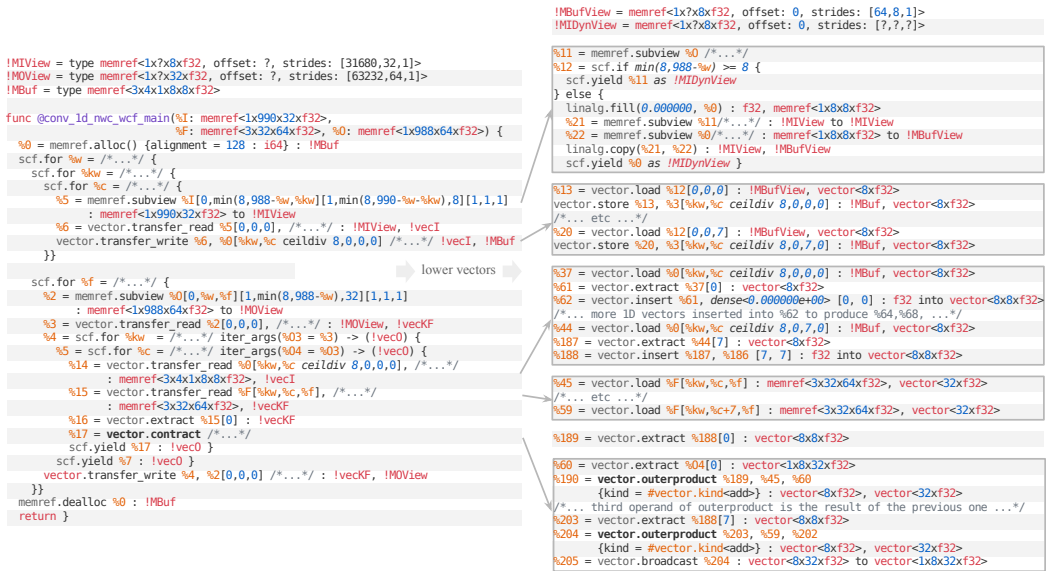 !MIView = type memref<1x?x8xf32, offset: ?, strides: [31680,32,1]>
!MOView = type memref<1x?x32xf32, offset: ?, strides: [63232,64,1]>
!MBuf = type memref<3x4x1x8x8xf32>
func @conv_1d_nwc_wcf_main(%I: memref<1x990x32xf32>,
%F: memref<3x32x64xf32>, %O: memref<1x988x64xf32>) {
%0 = memref.alloc() {alignment = 128 : i64} : !MBuf
scf.for %w = /*...*/ {
scf.for %kw = /*...*/ {
scf.for %c = /*...*/ {
%5 = memref.subview %I[0,min(8,988-%w,%kw][1,min(8,990-%w-%kw),8][1,1,1]
: memref<1x990x32xf32> to !MIView
%6 = vector.transfer_read %5[0,0,0], /*...*/ : !MIView, !vecI
vector.transfer_write %6, %0[%kw,%c ceildiv 8,0,0,0] /*...*/ !vecI, !MBuf
}}
scf.for %f = /*...*/ {
%2 = memref.subview %O[0,%w,%f][1,min(8,988-%w),32][1,1,1]
: memref<1x988x64xf32> to !MOView
%3 = vector.transfer_read %2[0,0,0], /*...*/ : !MOView, !vecKF
%4 = scf.for %kw  = /*...*/ iter_args(%O3 = %3) -> (!vecO) {
%5 = scf.for %c = /*...*/ iter_args(%O4 = %O3) -> (!vecO) {
%14 = vector.transfer_read %0[%kw,%c ceildiv 8,0,0,0], /*...*/
: memref<3x4x1x8x8xf32>, !vecI
%15 = vector.transfer_read %F[%kw,%c,%f], /*...*/
: memref<3x32x64xf32>, !vecKF
%16 = vector.extract %15[0] : !vecKF
%17 = vector.contract /*...*/
scf.yield %17 : !vecO }
scf.yield %7 : !vecO }
vector.transfer_write %4, %2[0,0,0] /*...*/ : !vecKF, !MOView
}}
memref.dealloc %0 : !MBuf
return }
lower vectors
!MBufView = memref<1x?x8xf32, offset: 0, strides: [64,8,1]>
!MIDynView = memref<1x?x8xf32, offset: 0, strides: [?,?,?]>
%11 = memref.subview %O /*...*/
%12 = scf.if min(8,988-%w) >= 8 {
scf.yield %11 as !MIDynView
} else {
linalg.fill(0.000000, %0) : f32, memref<1x8x8xf32>
%21 = memref.subview %11/*...*/ : !MIView to !MIView
%22 = memref.subview %0/*...*/ : memref<1x8x8xf32> to !MBufView
linalg.copy(%21, %22) : !MIView, !MBufView
scf.yield %0 as !MIDynView }
%13 = vector.load %12[0,0,0] : !MBufView, vector<8xf32>
vector.store %13, %3[%kw,%c ceildiv 8,0,0,0] : !MBuf, vector<8xf32>
/*... etc ...*/
%20 = vector.load %12[0,0,7] : !MBufView, vector<8xf32>
vector.store %20, %3[%kw,%c ceildiv 8,0,7,0] : !MBuf, vector<8xf32>
%37 = vector.load %0[%kw,%c ceildiv 8,0,0,0] : !MBuf, vector<8xf32>
%61 = vector.extract %37[0] : vector<8xf32>
%62 = vector.insert %61, dense<0.000000e+00> [0, 0] : f32 into vector<8x8xf32>
/*... more 1D vectors inserted into %62 to produce %64,%68, ...*/
%44 = vector.load %0[%kw,%c ceildiv 8,0,7,0] : !MBuf, vector<8xf32>
%187 = vector.extract %44[7] : vector<8xf32>
%188 = vector.insert %187, %186 [7, 7] : f32 into vector<8x8xf32>
%45 = vector.load %F[%kw,%c,%f] : memref<3x32x64xf32>, vector<32xf32>
/*... etc ...*/
%59 = vector.load %F[%kw,%c+7,%f] : memref<3x32x64xf32>, vector<32xf32>
%189 = vector.extract %188[0] : vector<8x8xf32>
%60 = vector.extract %O4[0] : vector<1x8x32xf32>
%190 = vector.outerproduct %189, %45, %60
{kind = #vector.kind<add>} : vector<8xf32>, vector<32xf32>
/*... third operand of outerproduct is the result of the previous one ...*/
%203 = vector.extract %188[7] : vector<8x8xf32>
%204 = vector.outerproduct %203, %59, %202
{kind = #vector.kind<add>} : vector<8xf32>, vector<32xf32>
%205 = vector.broadcast %204 : vector<8x32xf32> to vector<1x8x32xf32>